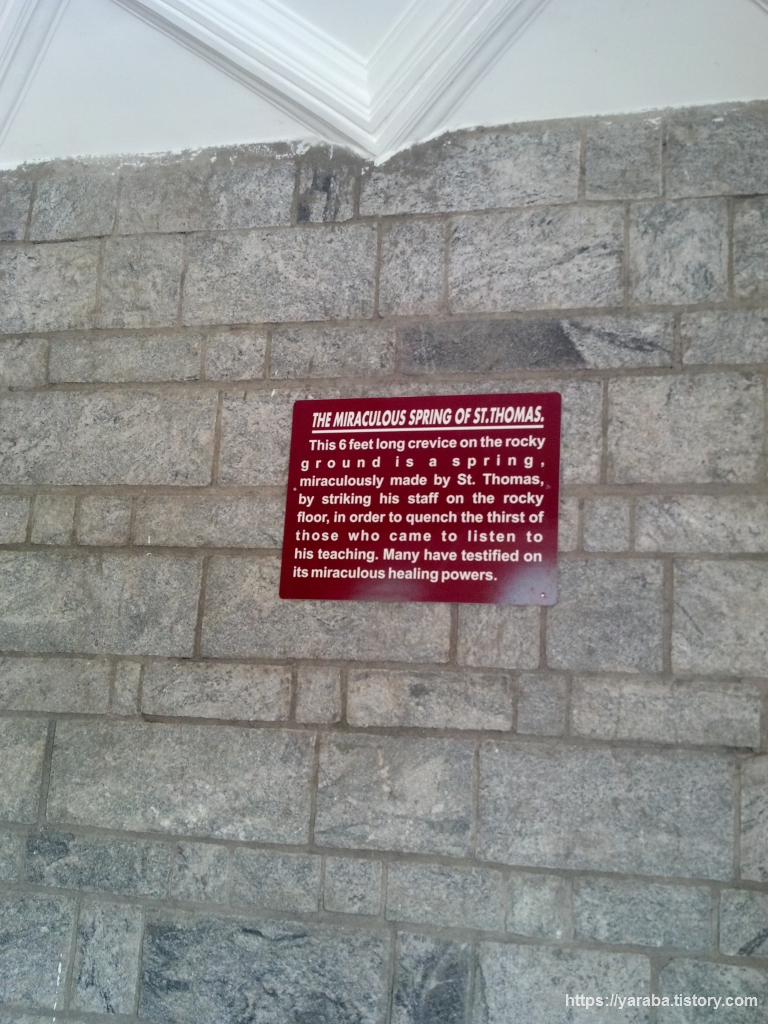 THE MIRACULOUS SPRING OF ST.THOMAS.
This 6 feet long crevice on the rocky
ground is a spring,
miraculously made by St. Thomas,
by striking his staff on the rocky
floor, in order to quench the thirst of
those who came to listen to
his teaching. Many have testified on
its miraculous healing powers.
https://yaraba.tistory.com